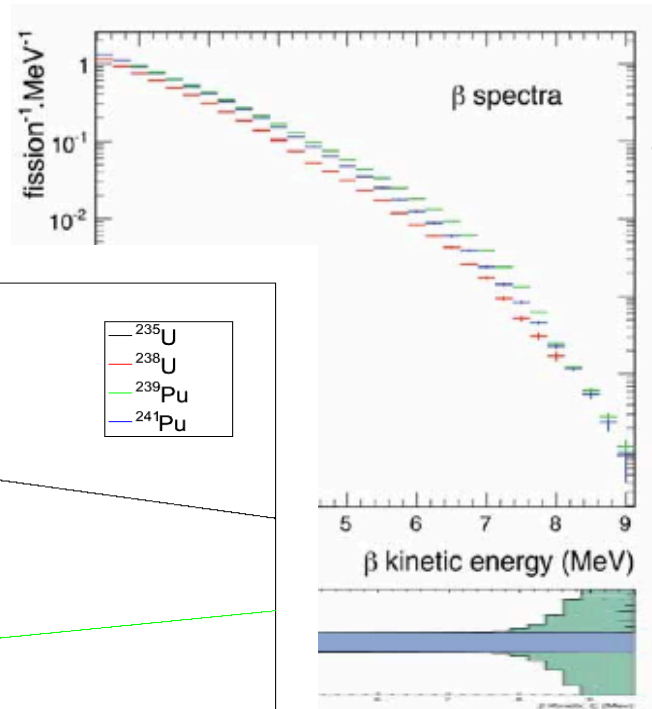 1
β spectra
fission⁻¹.MeV⁻¹
10⁻¹
10⁻²
²³⁵U
²³⁸U
²³⁹Pu
²⁴¹Pu
5 6 7 8 9
β kinetic energy (MeV)